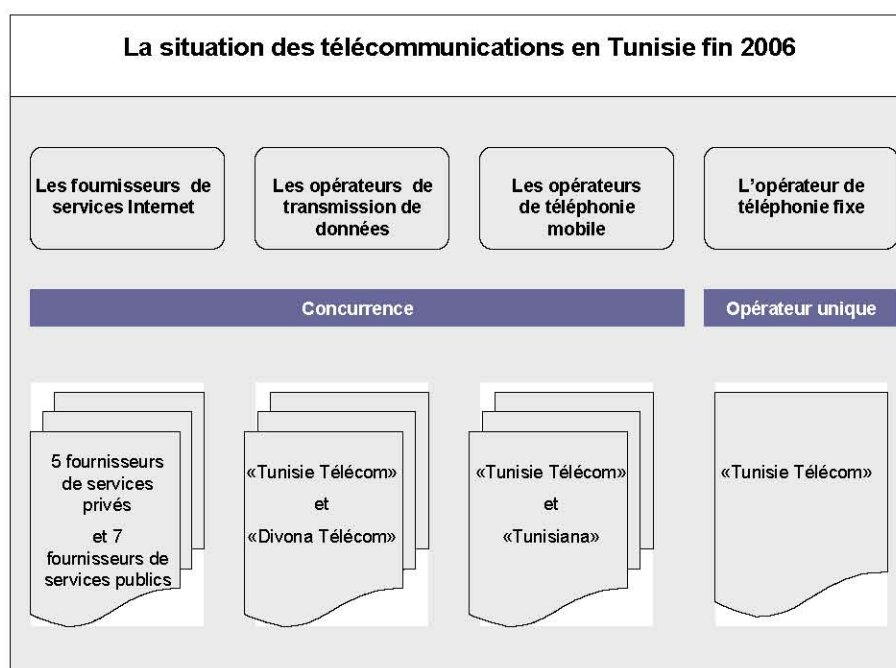 La situation des télécommunications en Tunisie fin 2006
Les fournisseurs de
services Internet
Les opérateurs de
transmission de
données
Les opérateurs
de téléphonie
mobile
L'opérateur de
téléphonie fixe
Concurrence
Opérateur unique
5 fournisseurs
de services
privés
et 7
fournisseurs de
services publics
«Tunisie Télécom»
et
«Divona Télécom»
«Tunisie Télécom»
et
«Tunisiana»
«Tunisie Télécom»